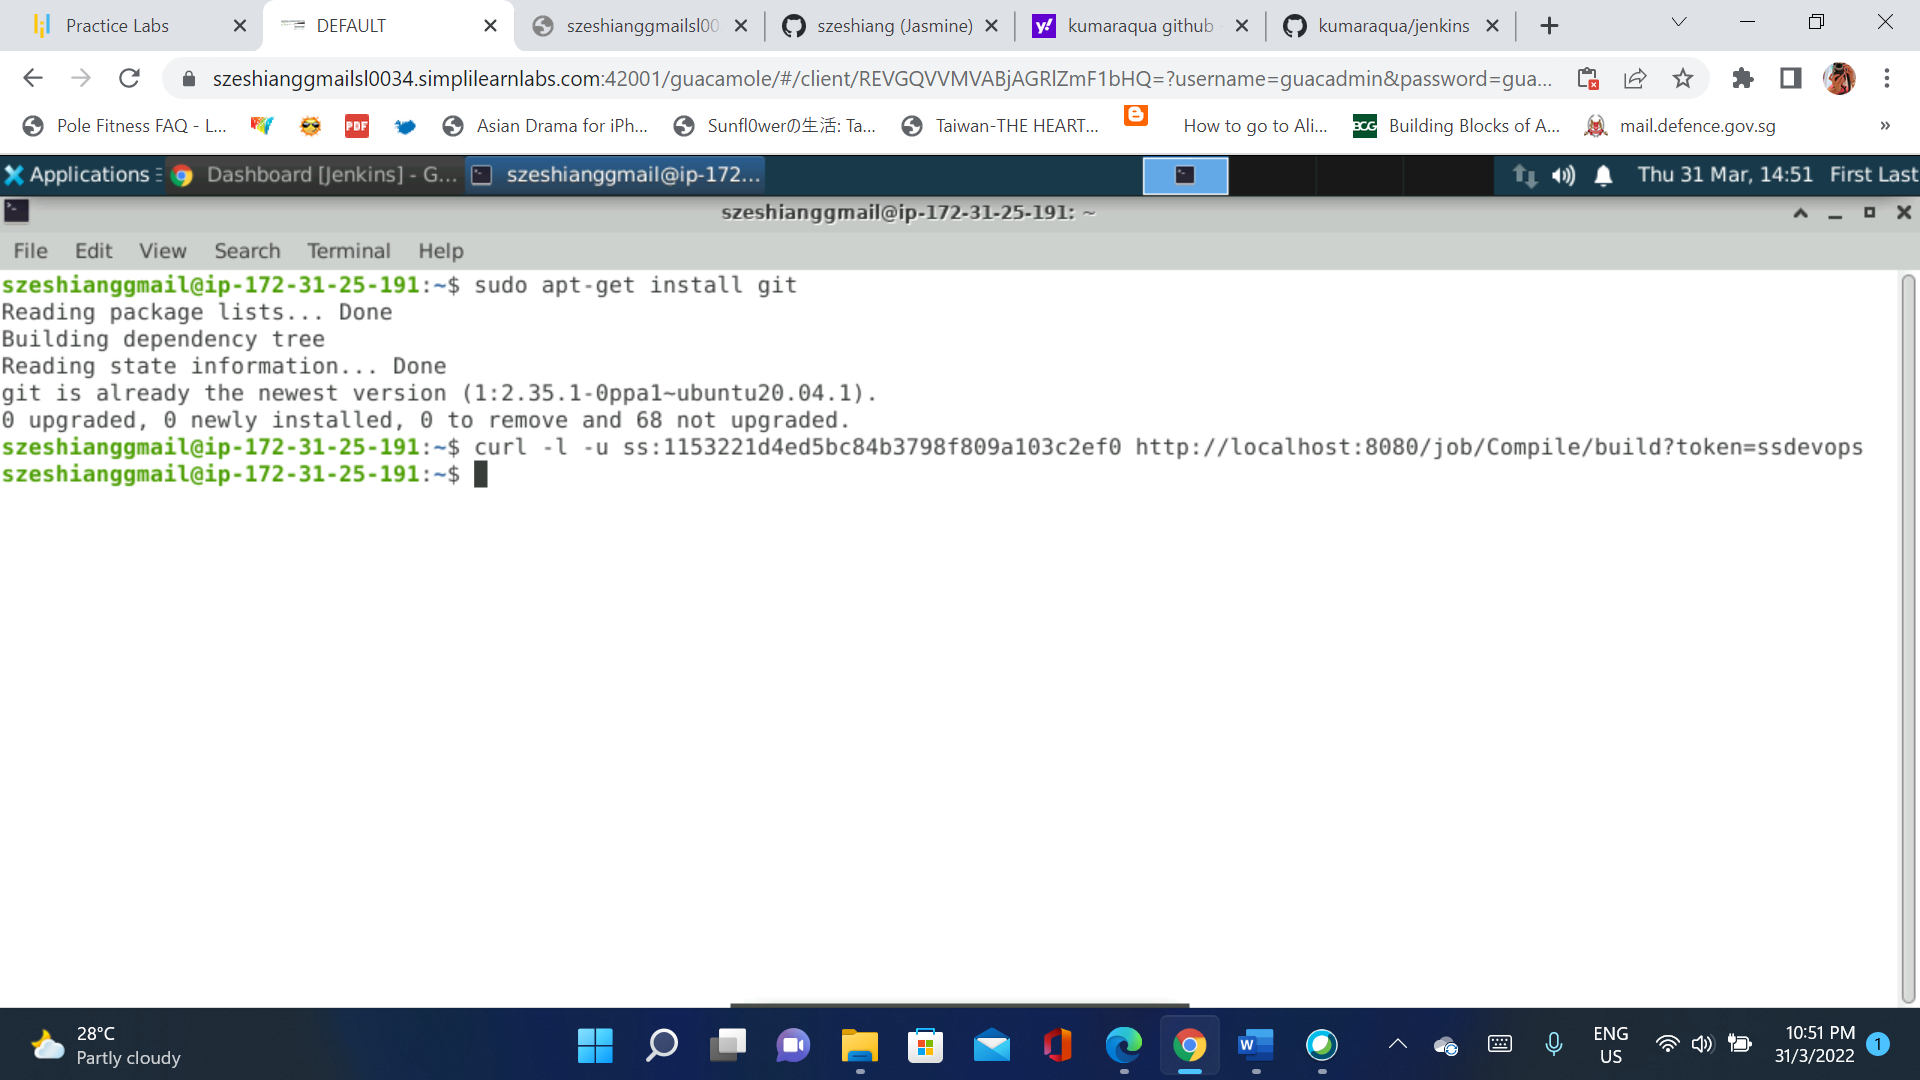 Practice Labs
DEFAULT
szeshianggmailsl00
szeshiang (Jasmine)
kumaraqua github
kumaraqua/jenkins
szeshianggmailsl0034.simplilearnlabs.com:42001/guacamole/#/client/REVGQVVMVABjAGRlZmF1bHQ=?username=guacadmin&password=gua...
Pole Fitness FAQ - L...
PDF
Asian Drama for iPh...
Sunfl0werの生活: Ta...
Taiwan-THE HEART...
How to go to Ali...
BCG
Building Blocks of A...
mail.defence.gov.sg
»
Applications
Dashboard [Jenkins] - G...
szeshianggmail@ip-172...
Thu 31 Mar, 14:51
First Last
szeshianggmail@ip-172-31-25-191: ~
File Edit View Search Terminal Help
szeshianggmail@ip-172-31-25-191:~$ sudo apt-get install git
Reading package lists... Done
Building dependency tree
Reading state information... Done
git is already the newest version (1:2.35.1-0ppa1~ubuntu20.04.1).
0 upgraded, 0 newly installed, 0 to remove and 68 not upgraded.
szeshianggmail@ip-172-31-25-191:~$ curl -l -u ss:1153221d4ed5bc84b3798f809a103c2ef0 http://localhost:8080/job/Compile/build?token=ssdevops
szeshianggmail@ip-172-31-25-191:~$
28°C
Partly cloudy
ENG
US
10:51 PM
31/3/2022
1